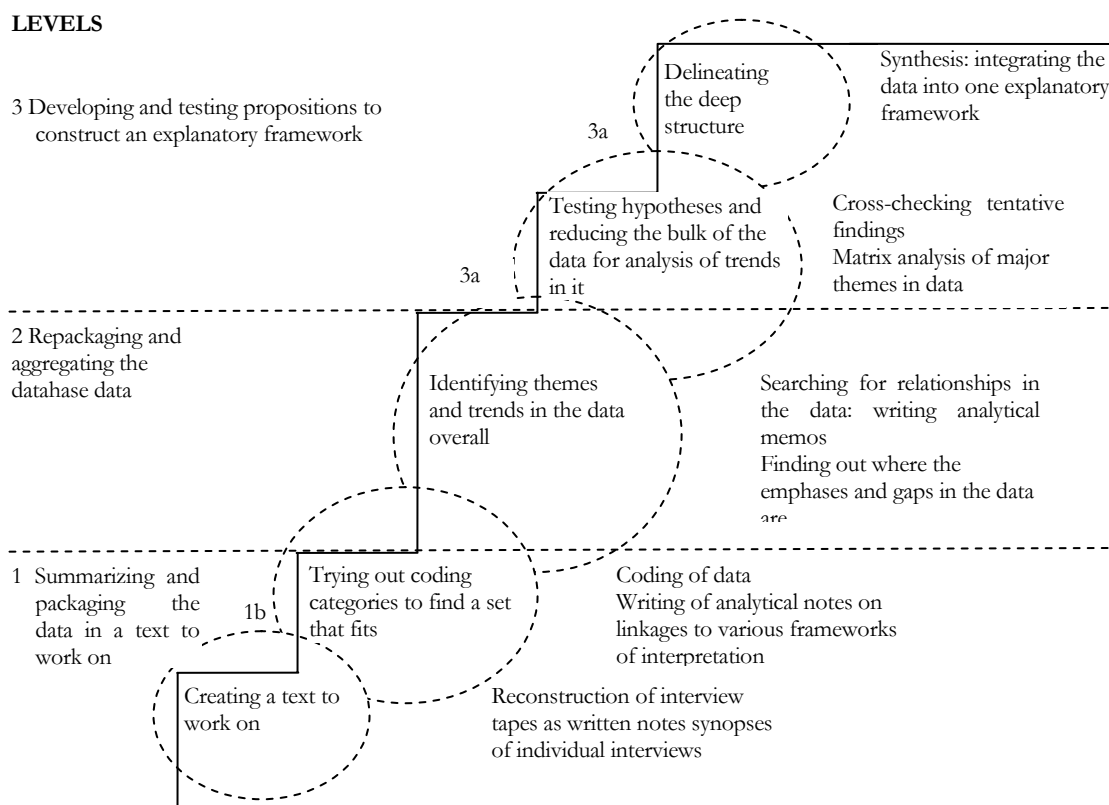 LEVELS
3 Developing and testing propositions to
construct an explanatory framework
3a
Delineating
the deep
structure
Synthesis: integrating the
data into one explanatory
framework
3a
Testing hypotheses and
reducing the bulk of the
data for analysis of trends
in it
Cross-checking tentative
findings
Matrix analysis of major
themes in data
2 Repackaging and
aggregating the
database data
Identifying themes
and trends in the data
overall
Searching for relationships in
the data: writing analytical
memos
Finding out where the
emphases and gaps in the data
are
1 Summarizing and
packaging the
data in a text to
work on
1b
Trying out coding
categories to find a set
that fits
Coding of data
Writing of analytical notes on
linkages to various frameworks
of interpretation
Creating a text to
work on
Reconstruction of interview
tapes as written notes synopses
of individual interviews